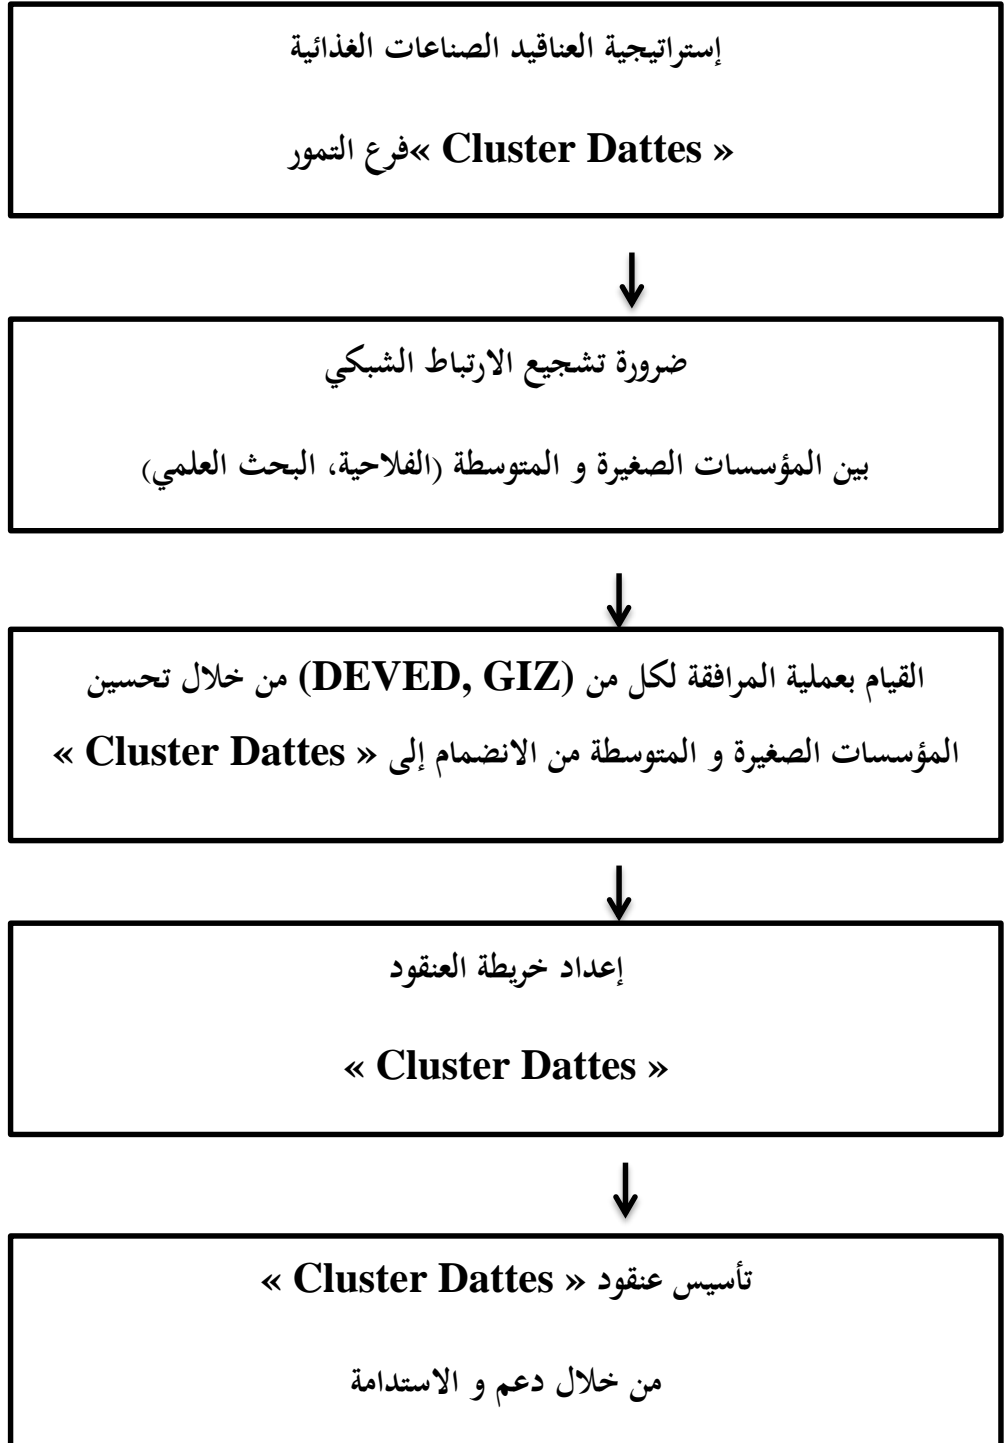 إستراتيجية العناقيد الصناعات الغذائية
« Cluster Dattes »فرع التمور
ضرورة تشجيع الارتباط الشبكي
بين المؤسسات الصغيرة و المتوسطة (الفلاحية، البحث العلمي)
القيام بعملية المرافقة لكل من (DEVED, GIZ) من خلال تحسين
المؤسسات الصغيرة و المتوسطة من الانضمام إلى « Cluster Dattes »
إعداد خريطة العنقود
« Cluster Dattes »
تأسيس عنقود « Cluster Dattes »
من خلال دعم و الاستدامة